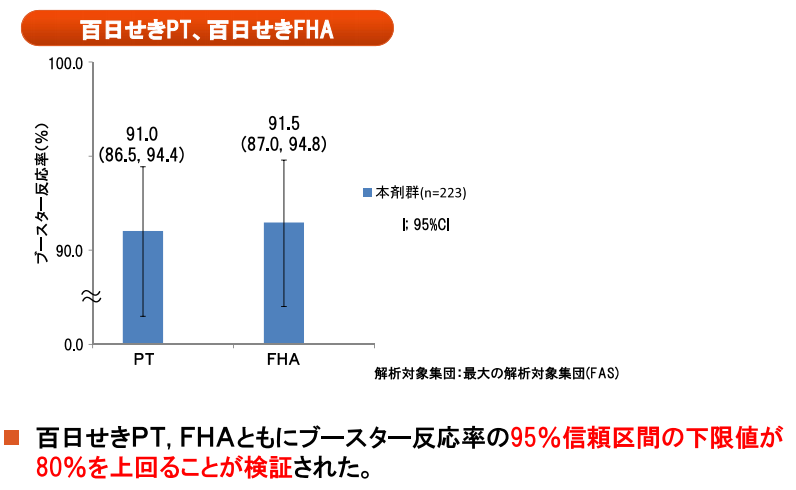 百日せきPT、百日せきFHA
100.0
91.0
(86.5, 94.4)
91.5
(87.0, 94.8)
ブースター反応率(%)
90.0
0.0
PT
FHA
本剤群(n=223)
I; 95%CI
解析対象集団:最大の解析対象集団(FAS)
百日せきPT, FHAともにブースター反応率の95%信頼区間の下限値が
80%を上回ることが検証された。